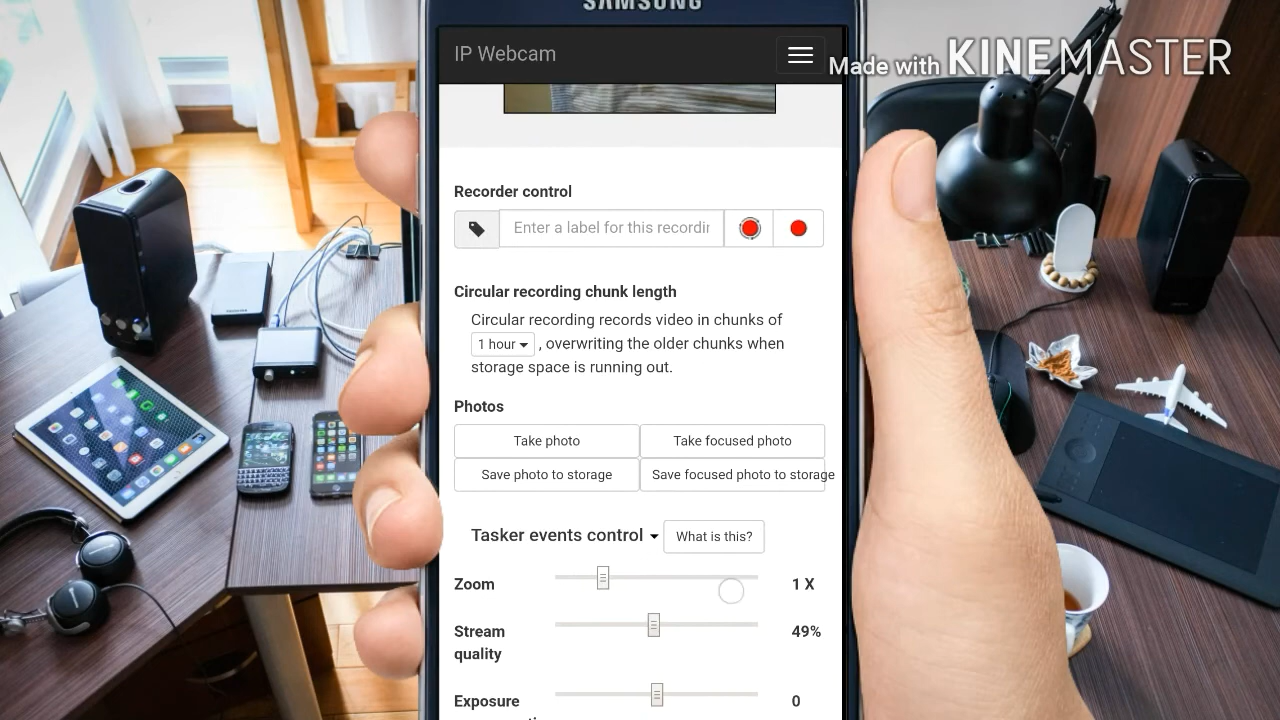 SAMSUNG
IP Webcam
Made with KINEMASTER
Recorder control
Enter a label for this recordin
Circular recording chunk length
Circular recording records video in chunks of
1 hour , overwriting the older chunks when
storage space is running out.
Photos
Take photo Take focused photo
Save photo to storage Save focused photo to storage
Tasker events control What is this?
Zoom 1 X
Stream 49%
quality
Exposure 0